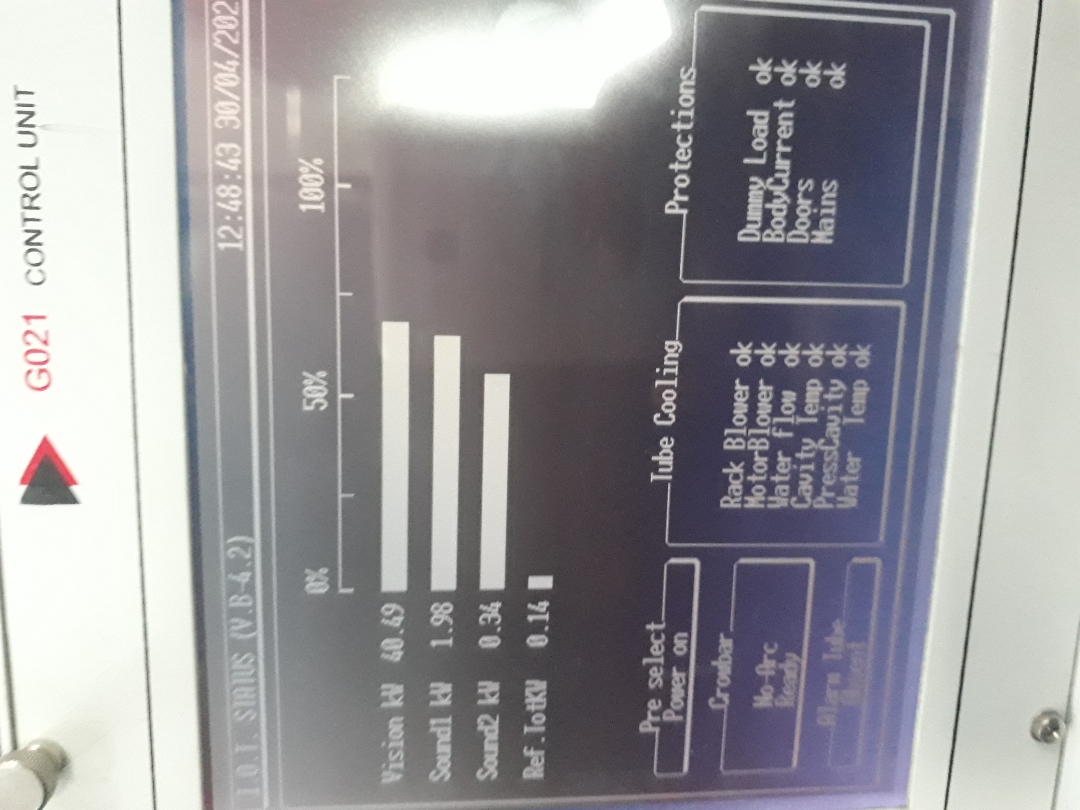 G021 CONTROL UNIT
I.O.T. STATUS (V.B-4.2) 12:48:43 30/04/202
0% 50% 100%
Vision kW 40.49
Sound1 kW 1.98
Sound2 kW 0.34
Ref.TotKW 0.14
Pre select
Power on
Crowbar
No-Arc
Ready
Alarm Tube
Tube Cooling
Rack Blower ok
MotorBlower ok
Water flow ok
Cavity Temp ok
PressCavity ok
Water Temp ok
Protections
Dummy Load ok
BodyCurrent ok
Doors ok
Mains ok